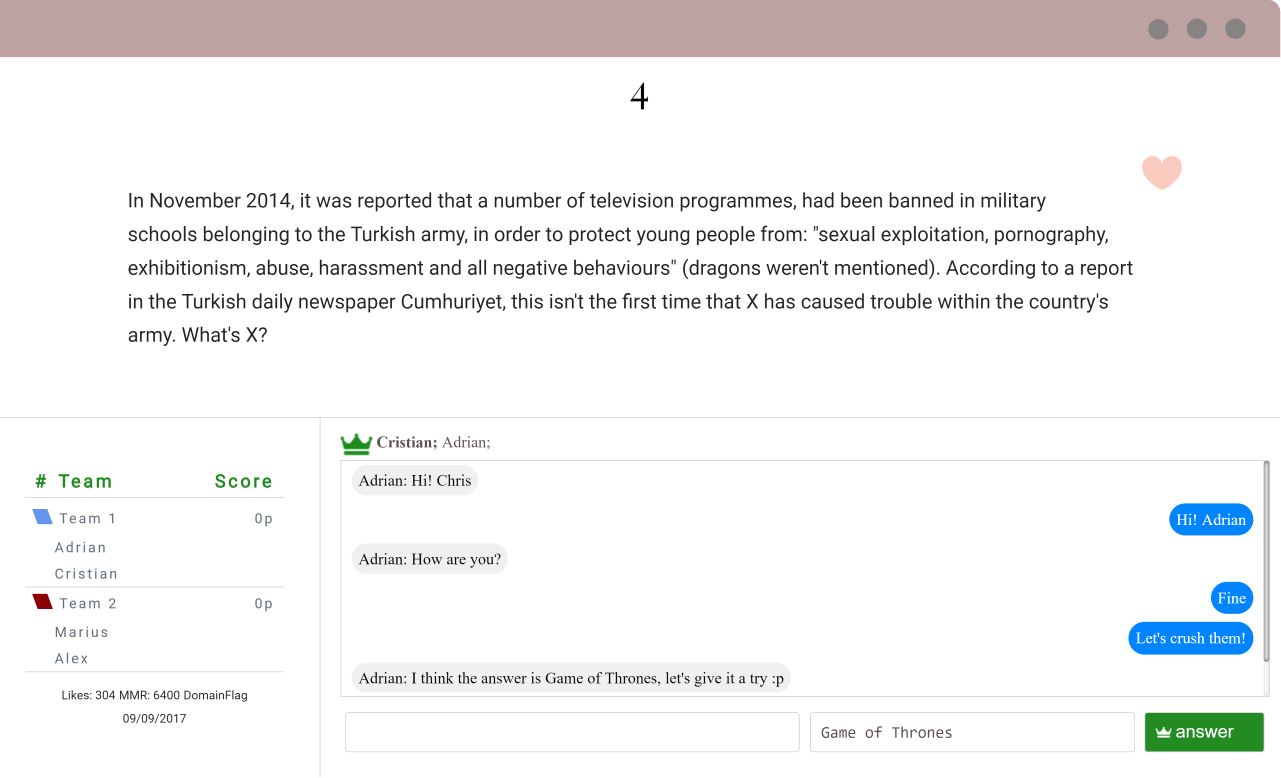 4
In November 2014, it was reported that a number of television programmes, had been banned in military
schools belonging to the Turkish army, in order to protect young people from: "sexual exploitation, pornography,
exhibitionism, abuse, harassment and all negative behaviours" (dragons weren't mentioned). According to a report
in the Turkish daily newspaper Cumhuriyet, this isn't the first time that X has caused trouble within the country's
army. What's X?
# Team Score
Team 1 0p
Adrian
Cristian
Team 2 0p
Marius
Alex
Likes: 304 MMR: 6400 DomainFlag
09/09/2017
Cristian; Adrian;
Adrian: Hi! Chris
Hi! Adrian
Adrian: How are you?
Fine
Let's crush them!
Adrian: I think the answer is Game of Thrones, let's give it a try :p
Game of Thrones
answer